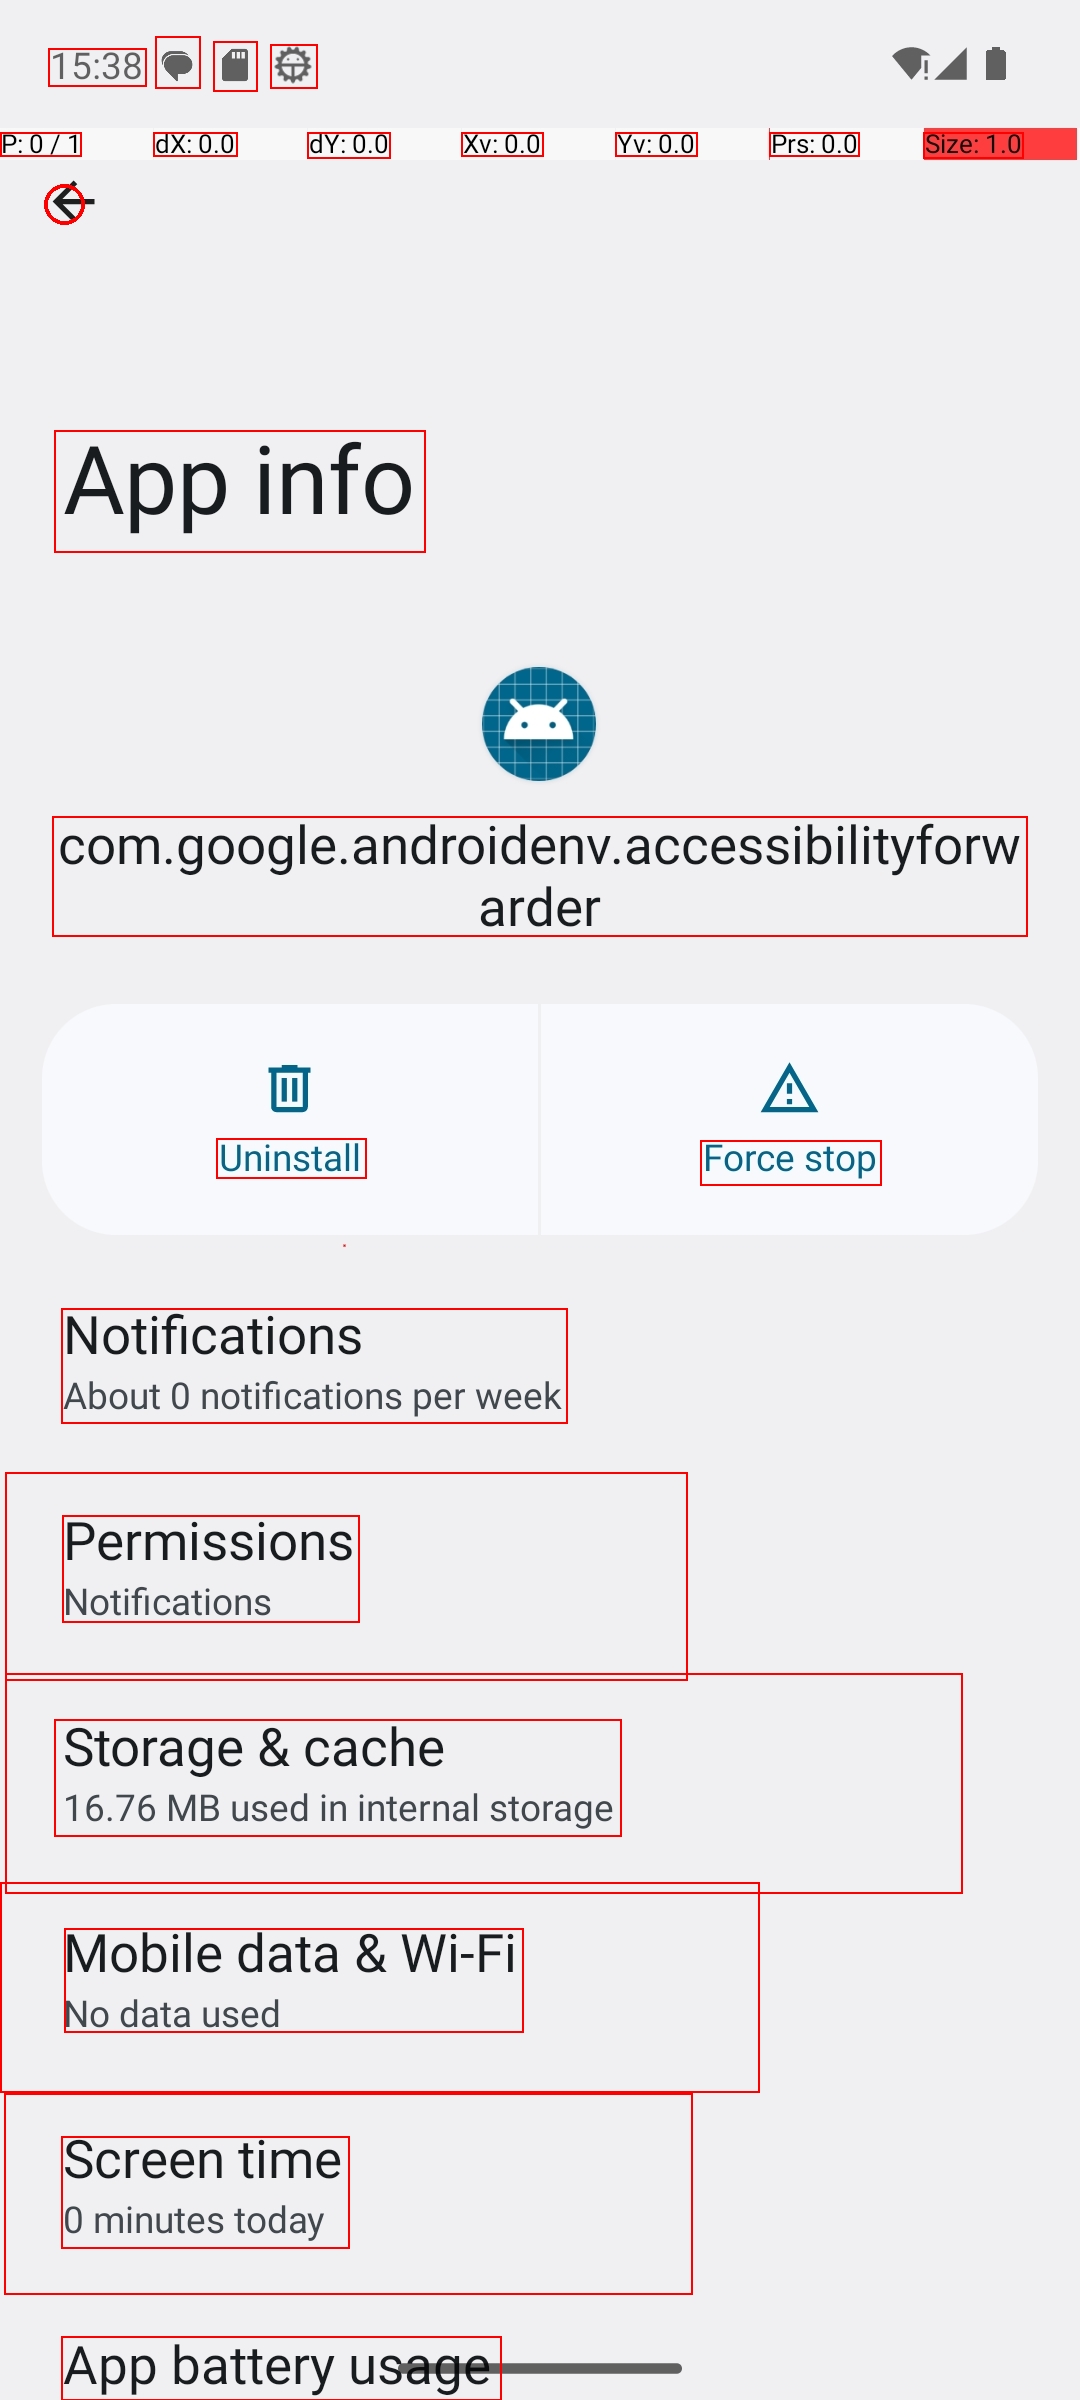 15:38
P: 0 / 1 dX: 0.0 dY: 0.0 Xv: 0.0 Yv: 0.0 Prs: 0.0 Size: 1.0
App info
com.google.androidenv.accessibilityforw
arder
Uninstall Force stop
Notifications
About 0 notifications per week
Permissions
Notifications
Storage & cache
16.76 MB used in internal storage
Mobile data & Wi-Fi
No data used
Screen time
0 minutes today
App battery usage